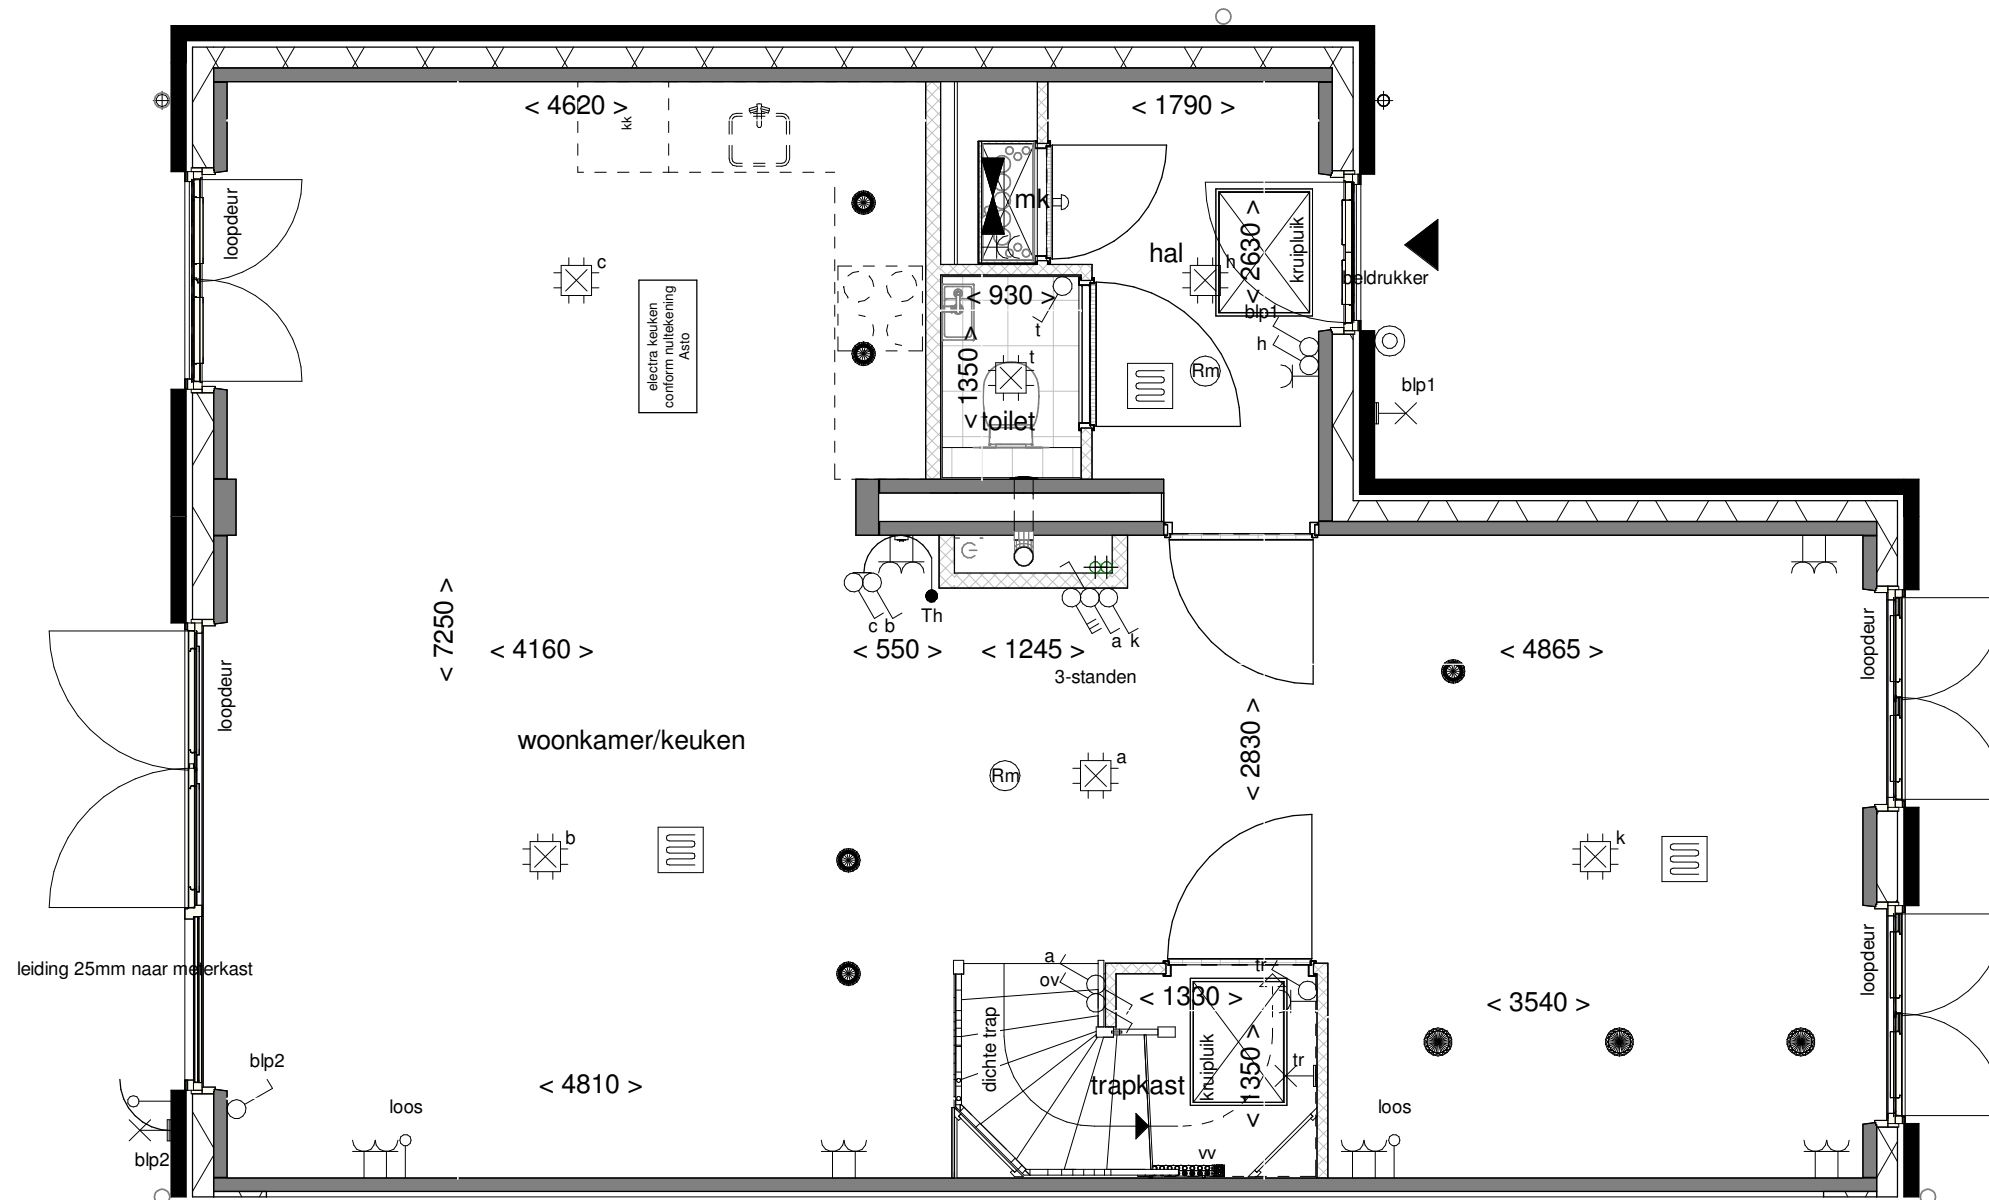 < 4620 >
kk
< 1790 >
loopdeur
mk
hal
c
h
< 2630 >
kruipluik
beldrukker
electra keuken
conform nultekening
Asto
< 930 >
t
blp1
h
t
< 1350 >
Rm
blp1
toilet
c b
Th
a k
< 7250 >
< 4160 >
< 550 >
< 1245 >
3-standen
< 4865 >
loopdeur
loopdeur
woonkamer/keuken
< 2830 >
Rm
a
b
k
leiding 25mm naar meterkast
a
ov
tr
< 1330 >
< 3540 >
loopdeur
dichte trap
kruipluik
< 1350 >
tr
trapkast
blp2
< 4810 >
loos
loos
blp2
vv